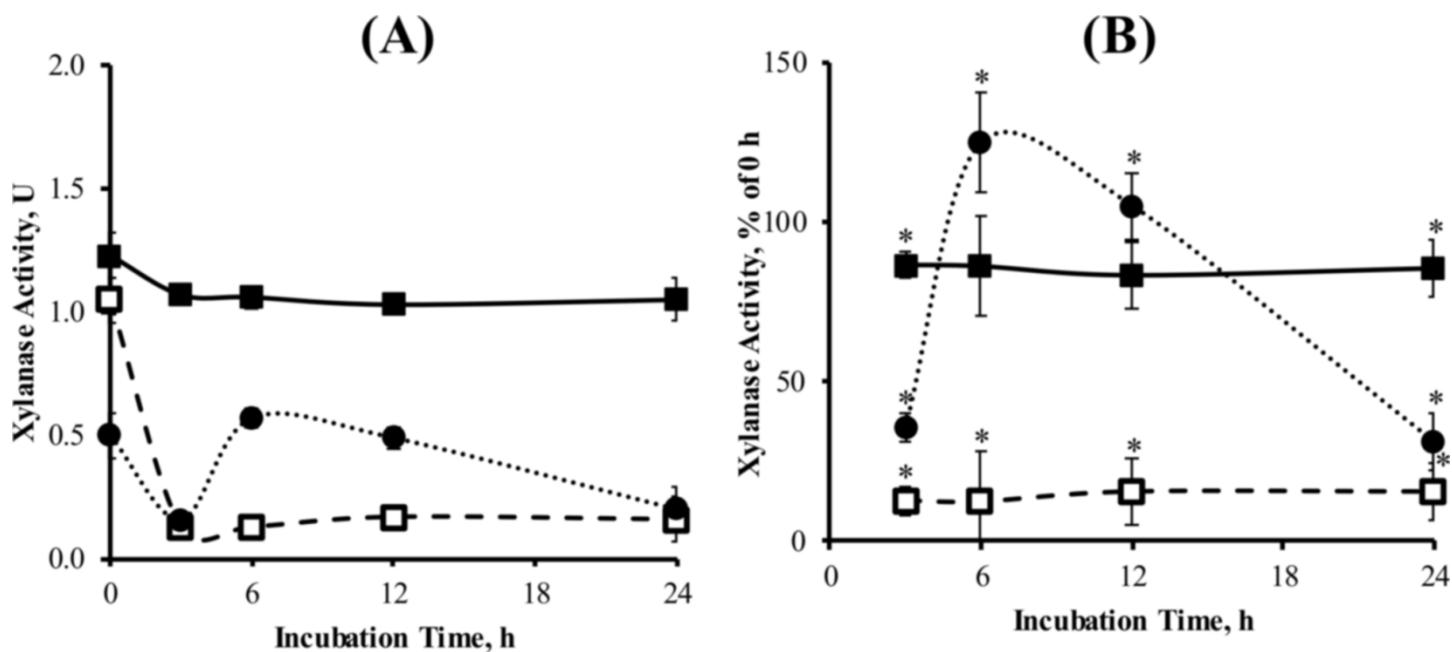 (A)
2.0
1.5
1.0
0.5
0.0
Xylanase Activity, U
0 6 12 18 24
Incubation Time, h
(B)
150
100
50
0
Xylanase Activity, % of 0 h
* * * * * * * * * *
0 6 12 18 24
Incubation Time, h